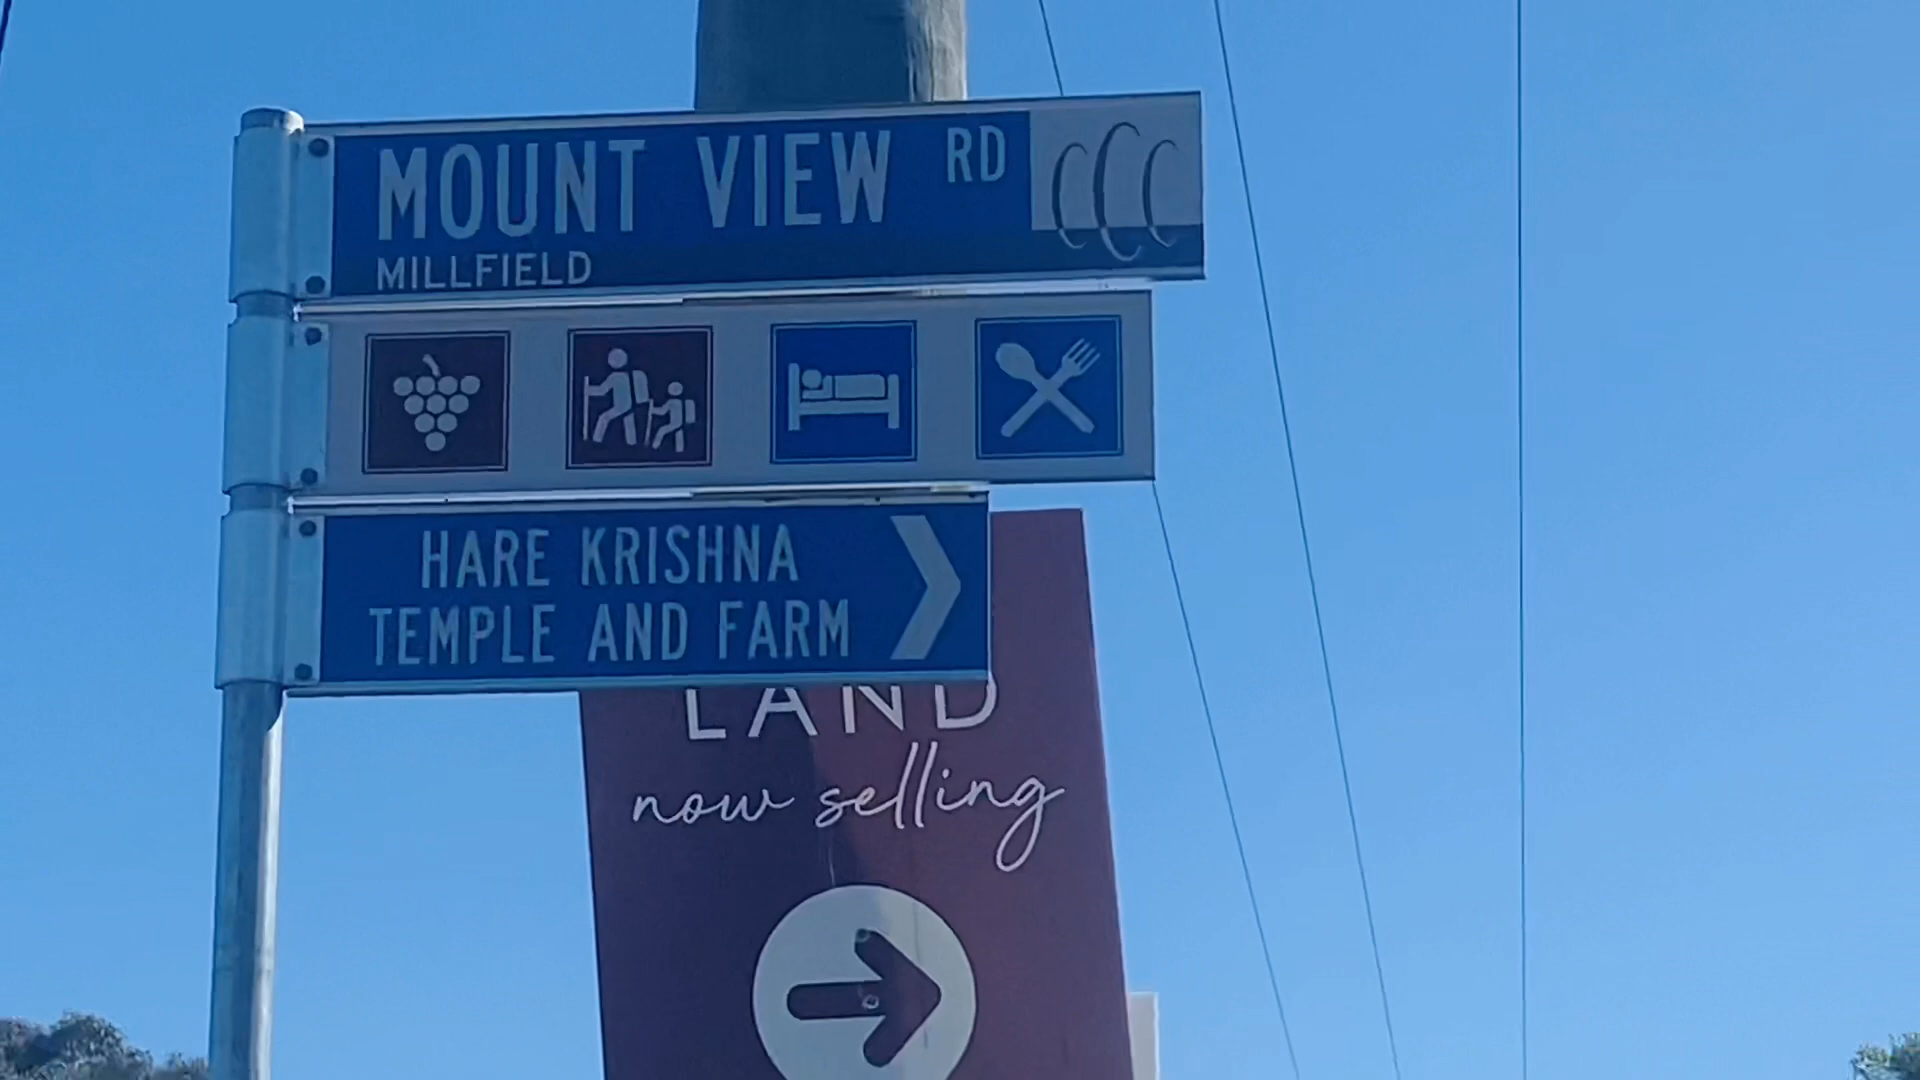 MOUNT VIEW RD
MILLFIELD
HARE KRISHNA
TEMPLE AND FARM
LAND
now selling